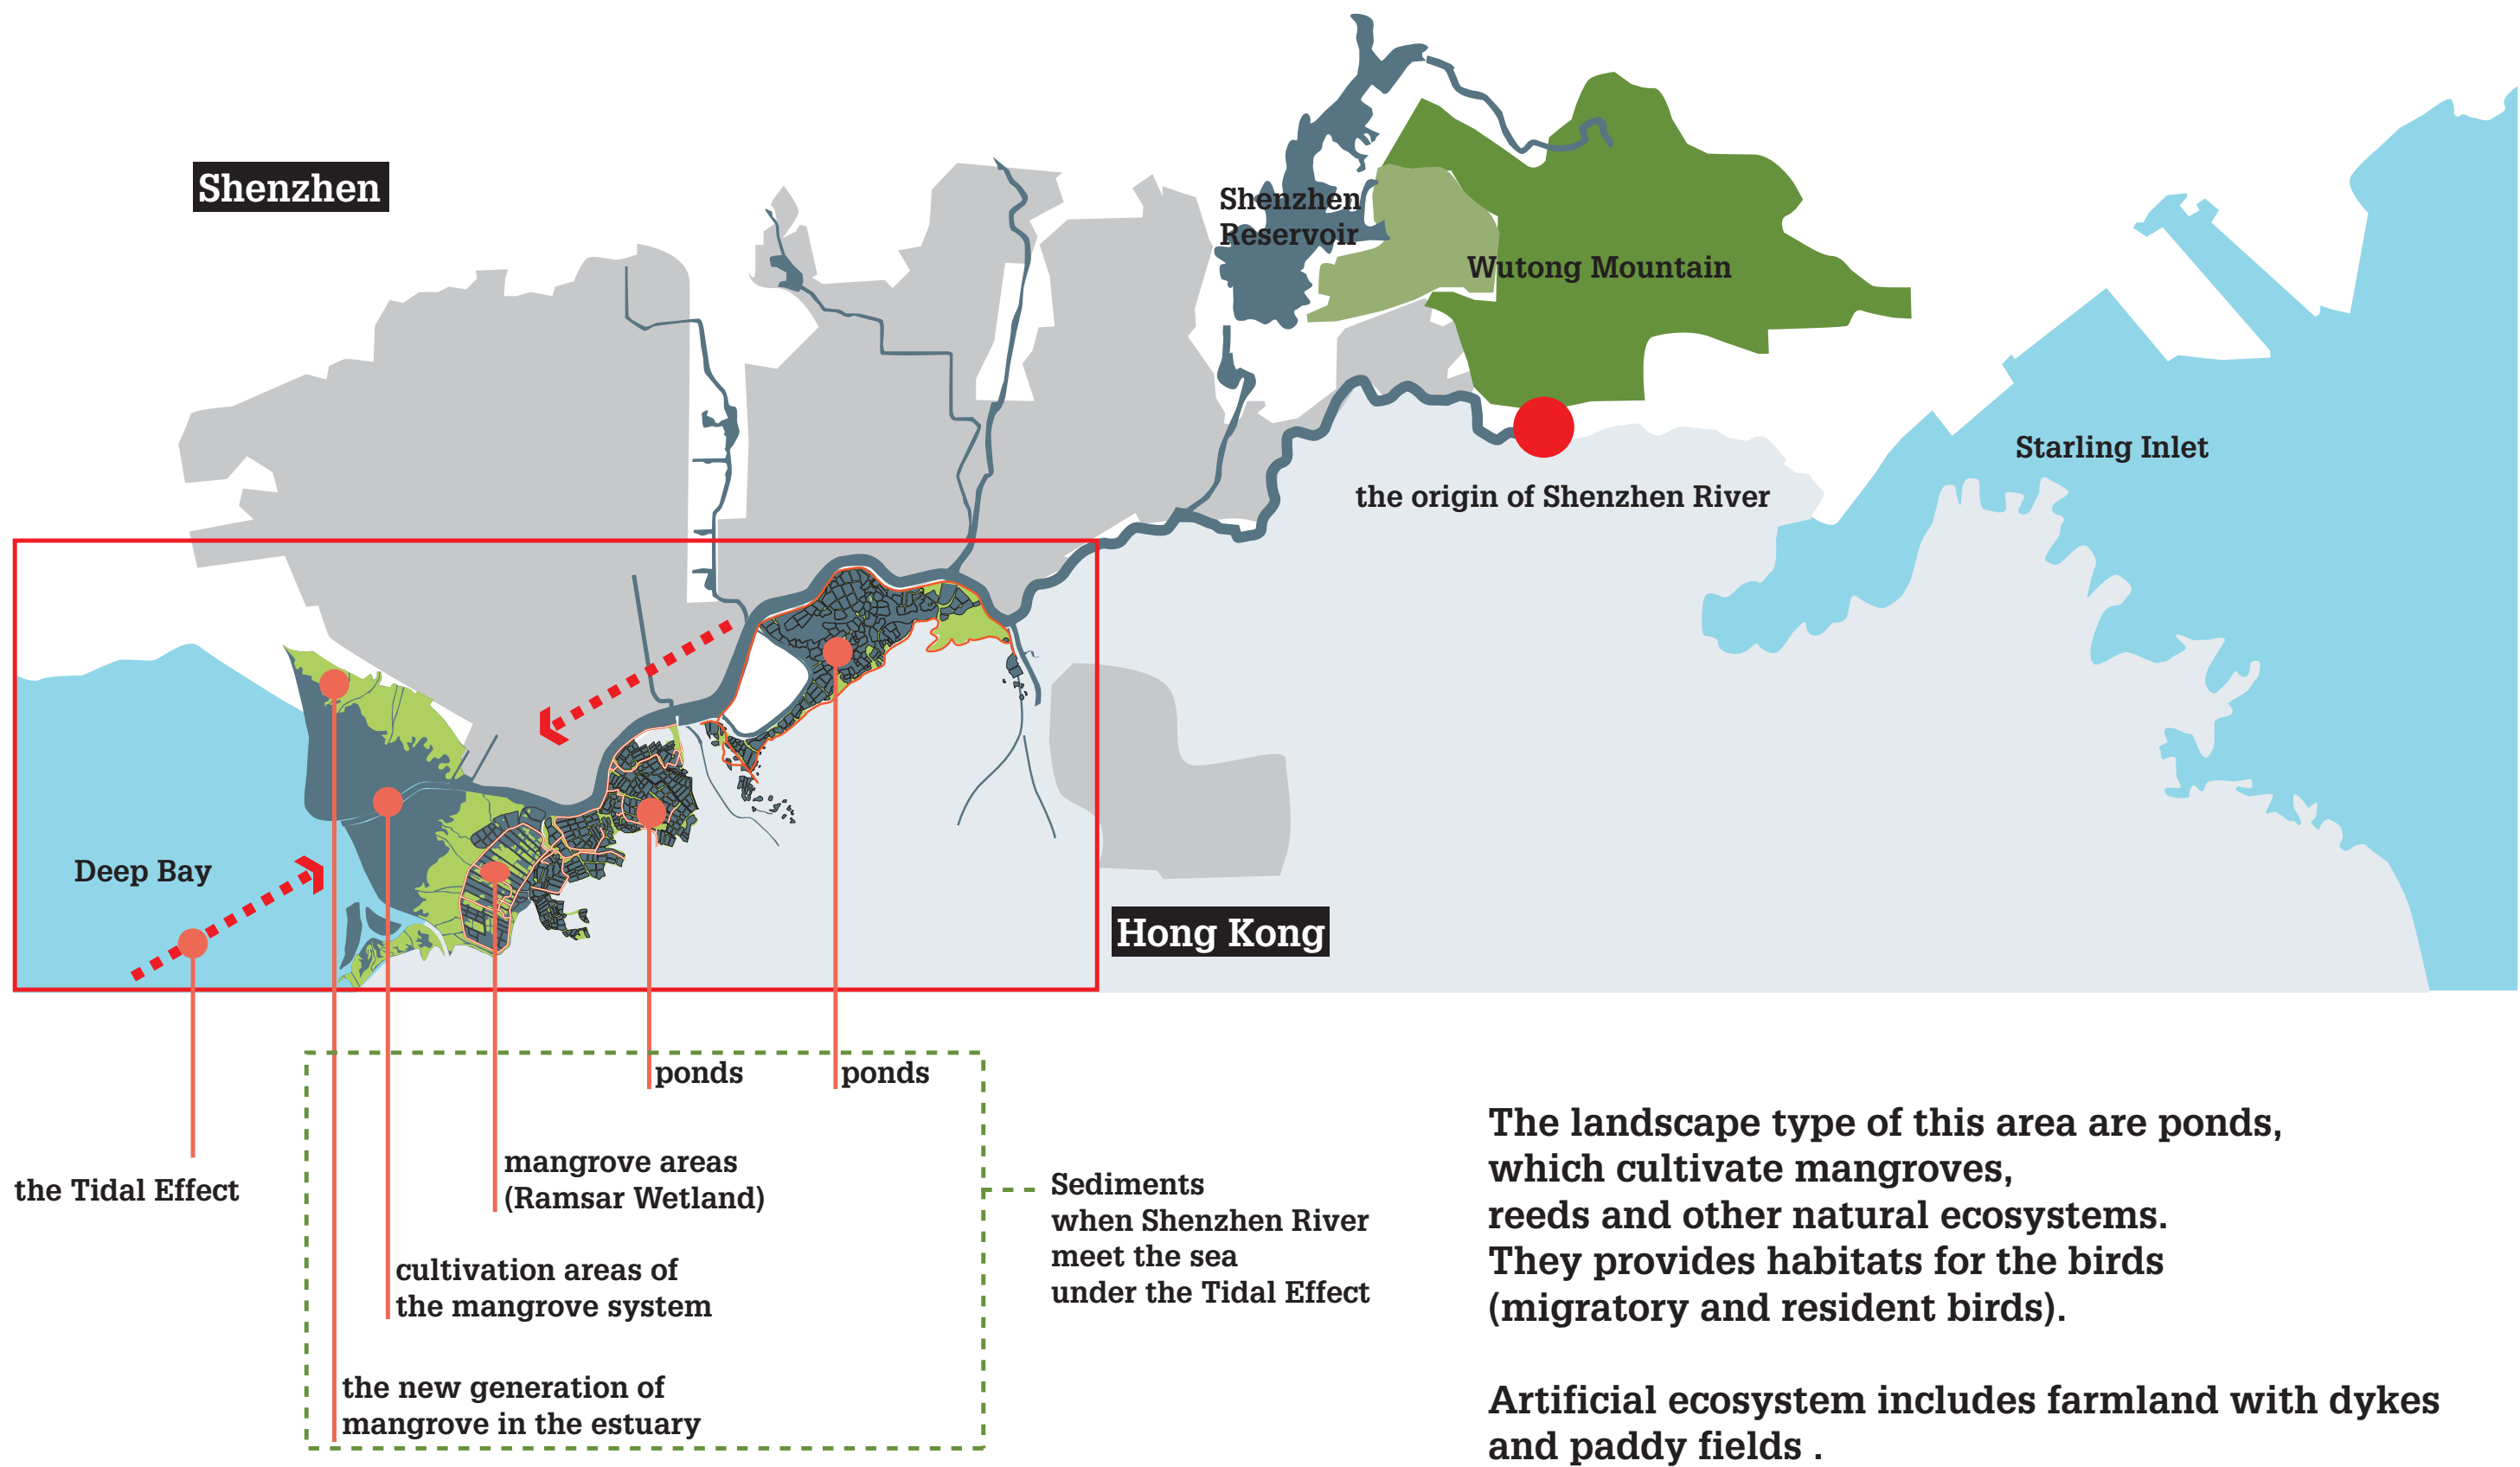 Shenzhen
Shenzhen
Reservoir
Wutong Mountain
Starling Inlet
the origin of Shenzhen River
Deep Bay
Hong Kong
ponds
ponds
mangrove areas
(Ramsar Wetland)
the Tidal Effect
Sediments
when Shenzhen River
meet the sea
under the Tidal Effect
cultivation areas of
the mangrove system
the new generation of
mangrove in the estuary
The landscape type of this area are ponds,
which cultivate mangroves,
reeds and other natural ecosystems.
They provides habitats for the birds
(migratory and resident birds).
Artificial ecosystem includes farmland with dykes
and paddy fields .